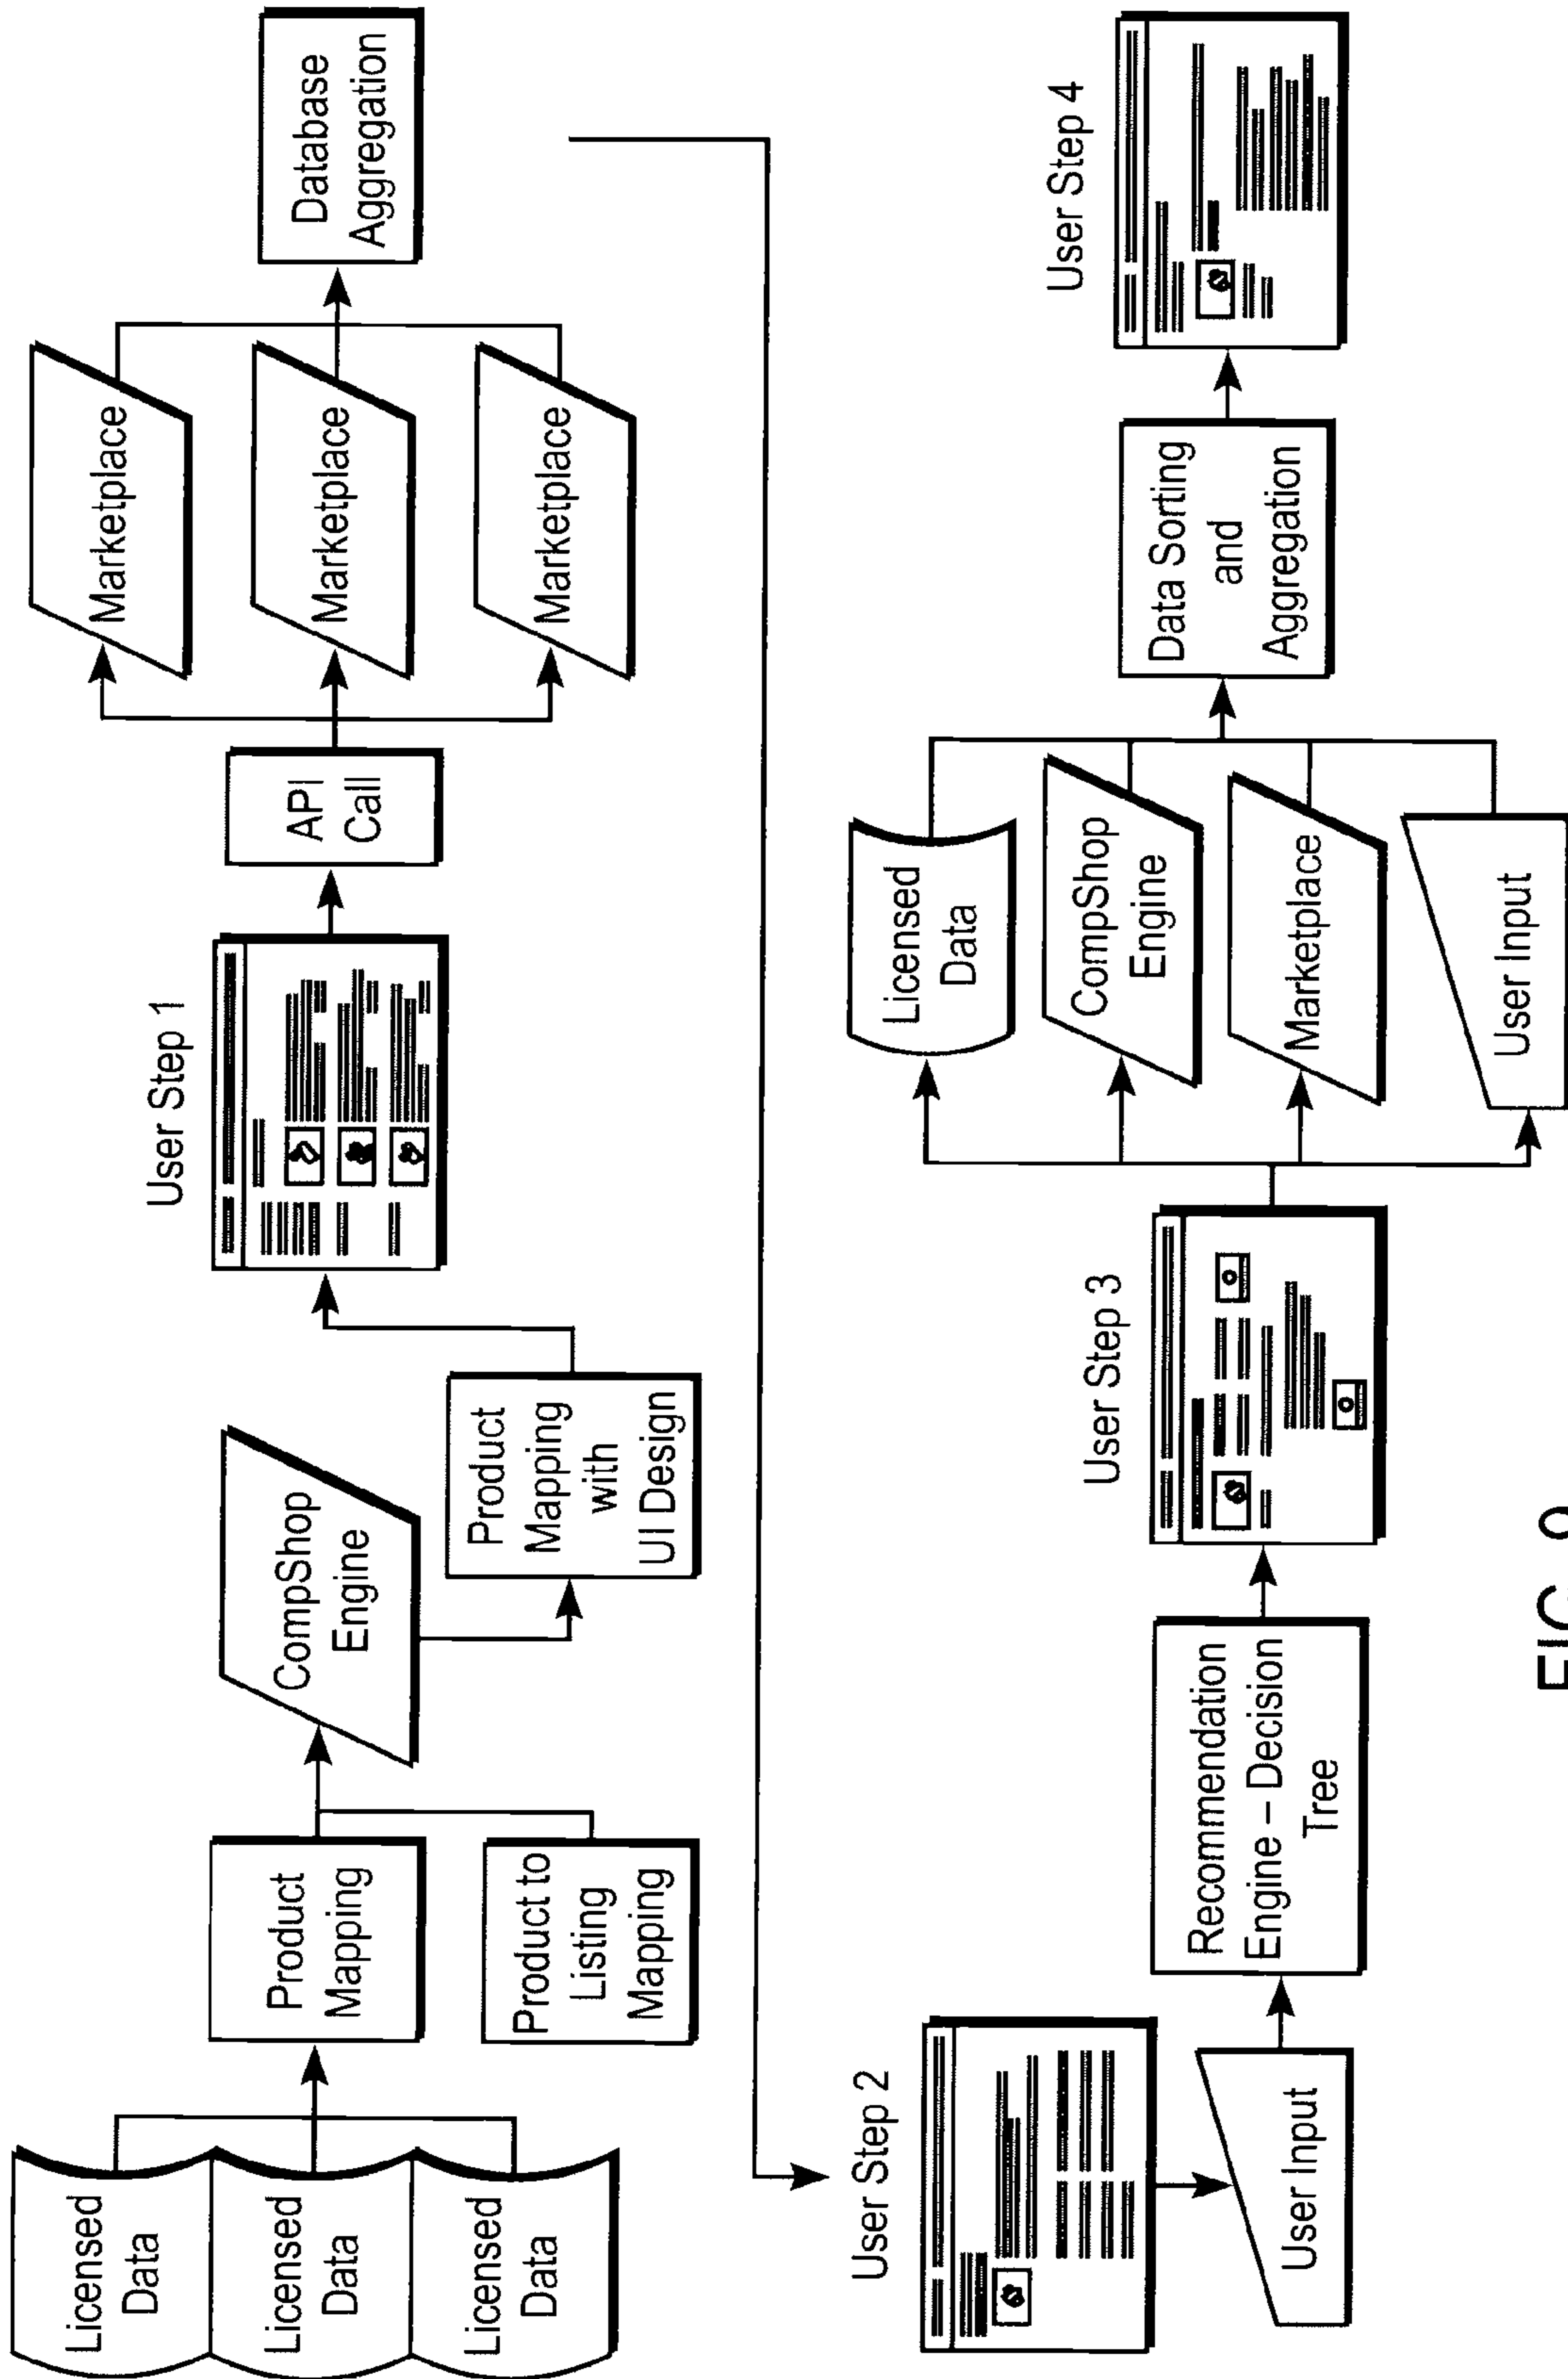 Licensed
Data
Licensed
Data
Licensed
Data
Product
Mapping
Product to
Listing
Mapping
CompShop
Engine
Product
Mapping
with
UI Design
User Step 1
API
Call
Marketplace
Marketplace
Marketplace
Database
Aggregation
User Step 2
User Input
Recommendation
Engine – Decision
Tree
User Step 3
Licensed
Data
CompShop
Engine
Marketplace
User Input
Data Sorting
and
Aggregation
User Step 4
FIG.